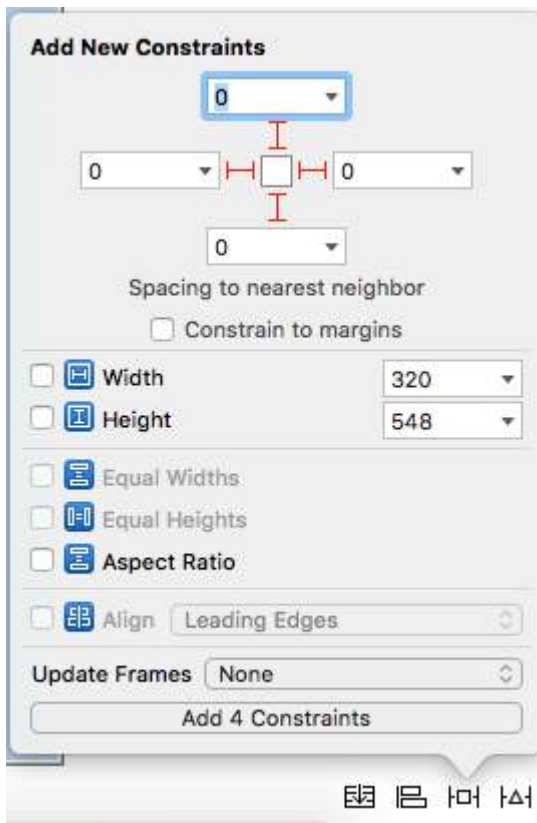 Add New Constraints
0
0 0
0
Spacing to nearest neighbor
Constrain to margins
Width 320
Height 548
Equal Widths
Equal Heights
Aspect Ratio
Align Leading Edges
Update Frames None
Add 4 Constraints